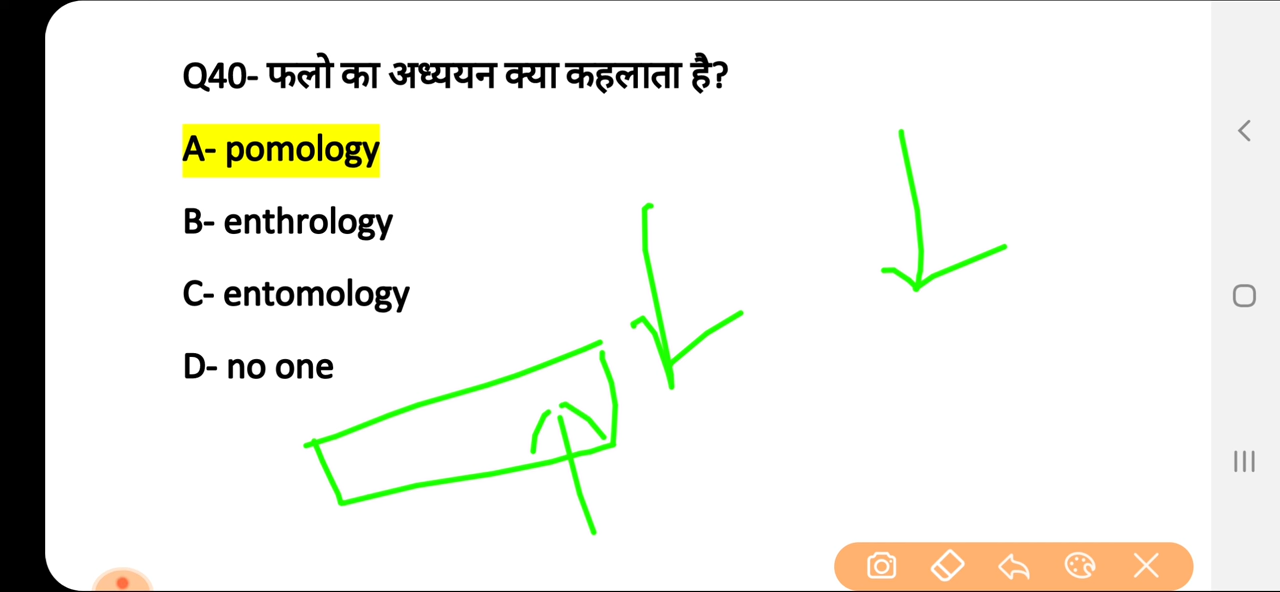 Q40- फलो का अध्ययन क्या कहलाता है?
A- pomology
B- enthrology
C- entomology
D- no one